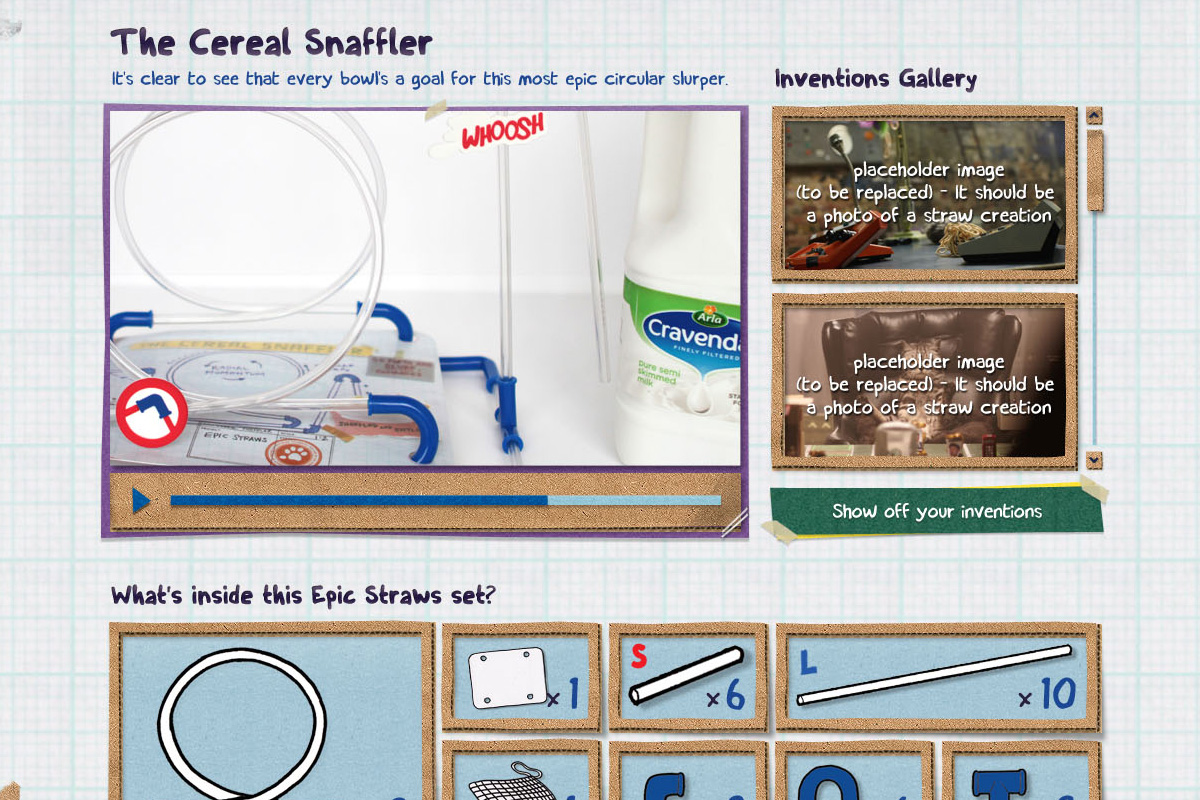 The Cereal Snaffler
It's clear to see that every bowl's a goal for this most epic circular slurper.
Inventions Gallery
WHOOSH
placeholder image
(to be replaced) - It should be
a photo of a straw creation
Arla
Cravenda
FINELY FILTERED
Pure semi
skimmed
milk
THE CEREAL SNAFFLER
RADIAL
MOMENTUM
EPIC STRAWS
placeholder image
(to be replaced) - It should be
a photo of a straw creation
Show off your inventions
What's inside this Epic Straws set?
x 1
S
x 6
L
x 10